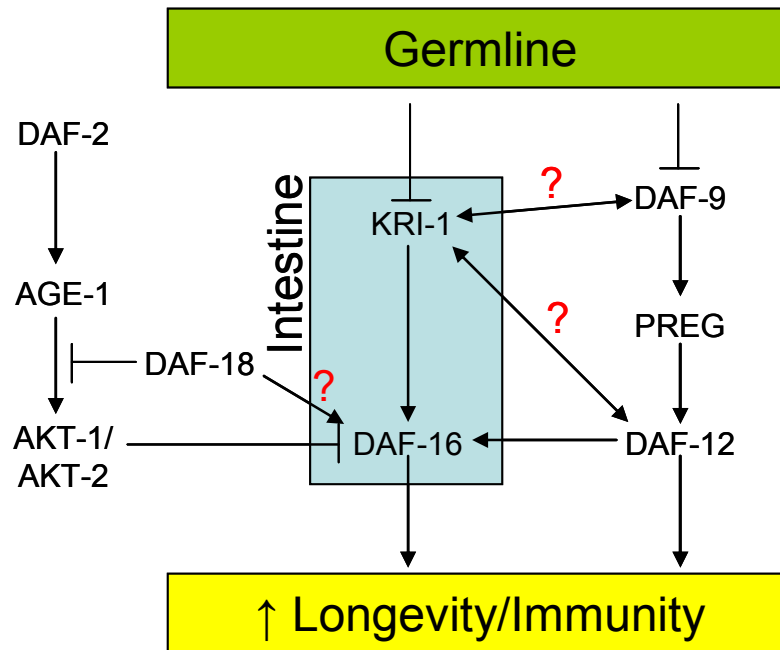 Germline
DAF-2
Intestine
KRI-1
?
DAF-9
AGE-1
?
PREG
DAF-18
?
AKT-1/
AKT-2
DAF-16
DAF-12
↑ Longevity/Immunity